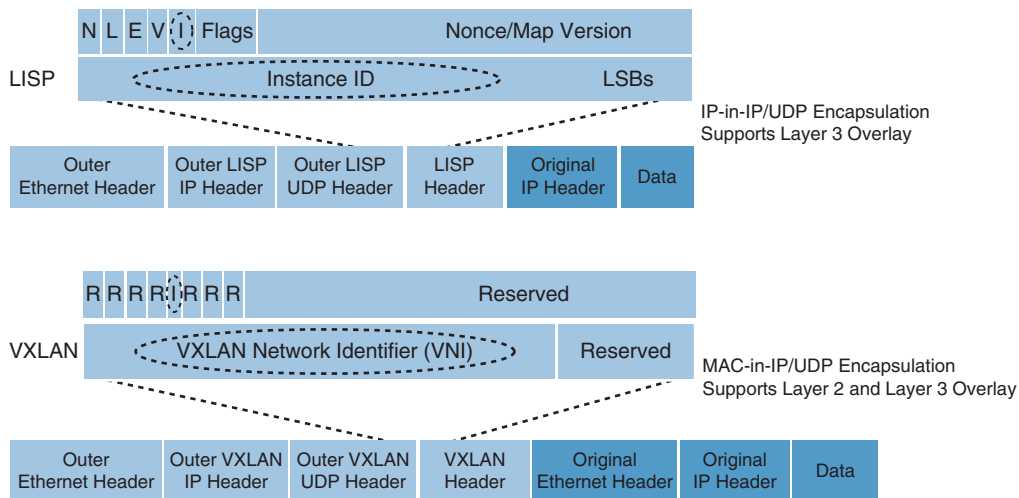 N L E V I Flags Nonce/Map Version
LISP
Instance ID LSBs
IP-in-IP/UDP Encapsulation
Supports Layer 3 Overlay
Outer
Ethernet Header
Outer LISP
IP Header
Outer LISP
UDP Header
LISP
Header
Original
IP Header
Data
R R R R I R R R Reserved
VXLAN
VXLAN Network Identifier (VNI) Reserved
MAC-in-IP/UDP Encapsulation
Supports Layer 2 and Layer 3 Overlay
Outer
Ethernet Header
Outer VXLAN
IP Header
Outer VXLAN
UDP Header
VXLAN
Header
Original
Ethernet Header
Original
IP Header
Data